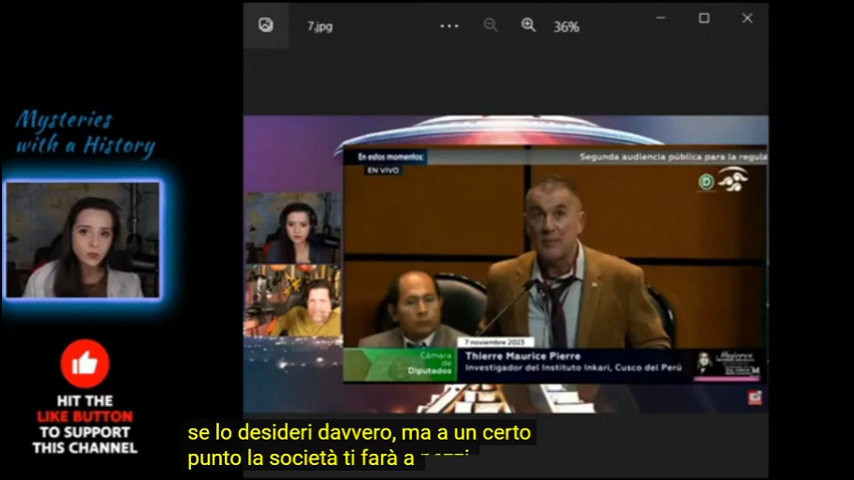 7.jpg
36%
Mysteries
with a History
En estos momentos:
Segunda audiencia pública para la regula
EN VIVO
7 noviembre 2023
Cámara
de
Diputados
Thierre Maurice Pierre
Investigador del Instituto Inkari, Cusco del Perú
Mujeres
HIT THE
LIKE BUTTON
TO SUPPORT
THIS CHANNEL
se lo desideri davvero, ma a un certo
punto la società ti farà a